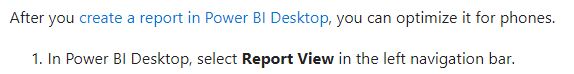 After you create a report in Power BI Desktop, you can optimize it for phones.
1. In Power BI Desktop, select Report View in the left navigation bar.